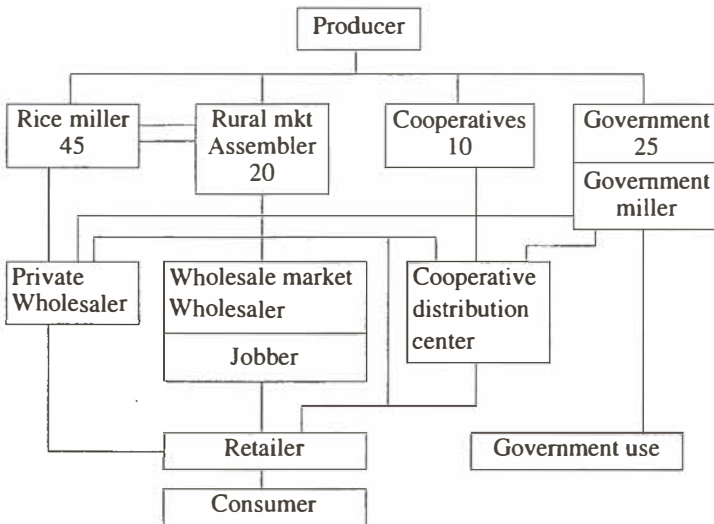 Producer
Rice miller
45
Rural mkt
Assembler
20
Cooperatives
10
Government
25
Government
miller
Private
Wholesaler
Wholesale market
Wholesaler
Jobber
Cooperative
distribution
center
Retailer
Government use
Consumer